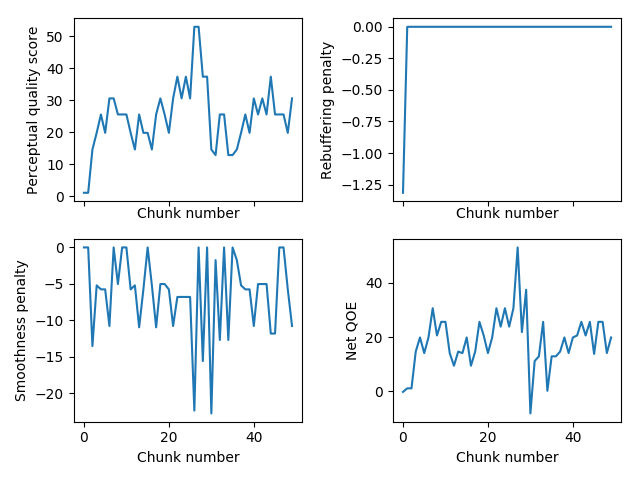 Perceptual quality score
50
40
30
20
10
0
Chunk number
Rebuffering penalty
0.00
−0.25
−0.50
−0.75
−1.00
−1.25
Chunk number
Smoothness penalty
0
−5
−10
−15
−20
0 20 40
Chunk number
Net QOE
40
20
0
0 20 40
Chunk number